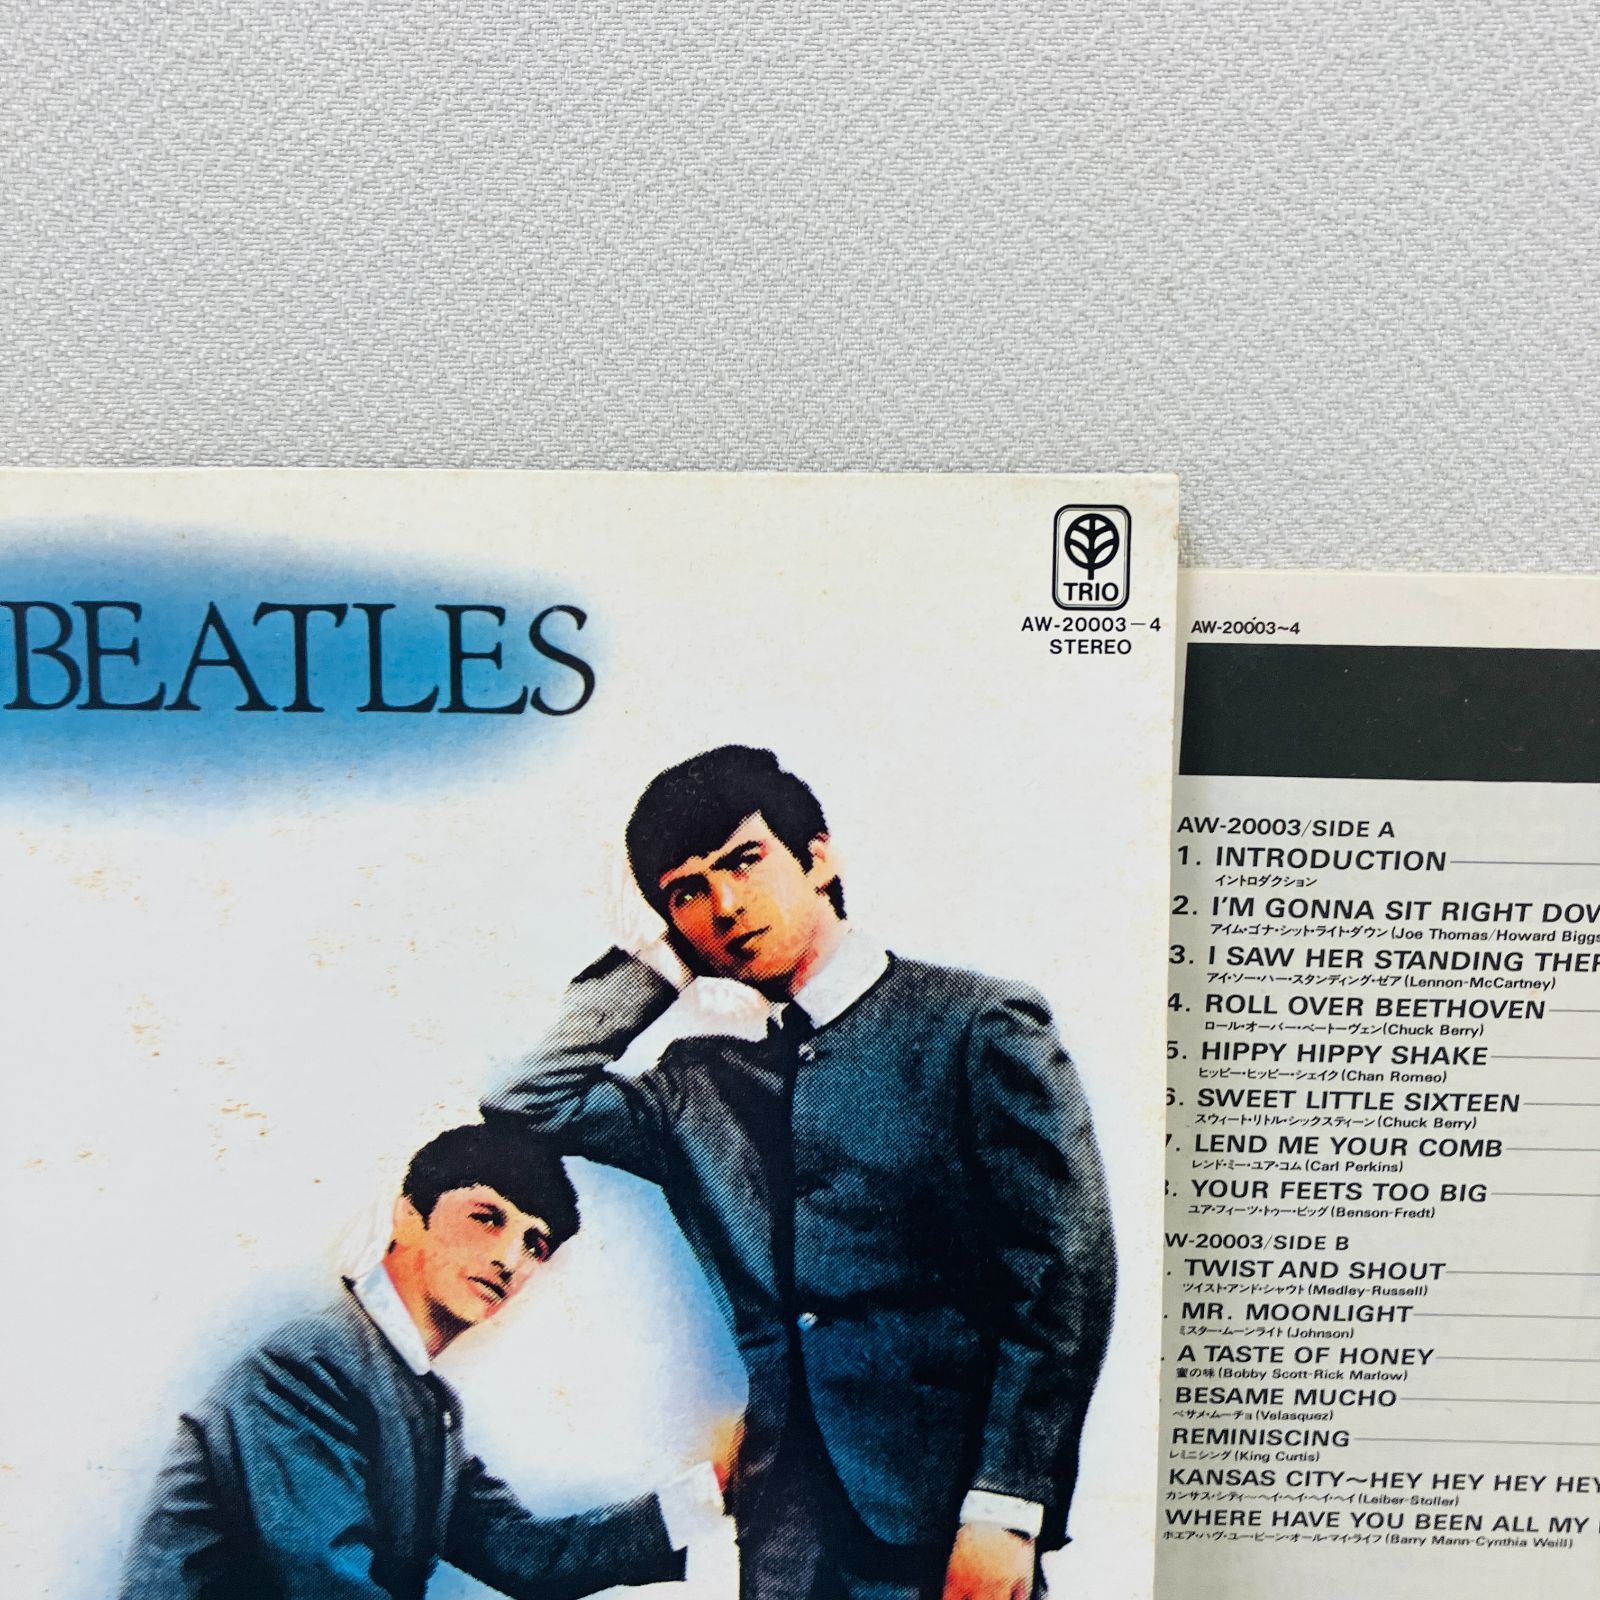 BEATLES
TRIO
AW-20003-4
STEREO
AW-20003~4
AW-20003/SIDE A
1. INTRODUCTION
イントロダクション
2. I'M GONNA SIT RIGHT
アイム・ゴナ・シット・ライト・ダウン (Joe Thomas/Howard Biggs
3. I SAW HER STANDING
アイ・ソー・ハー・スタンディング・ゼア (Lennon-McCartney)
4. ROLL OVER BEETHOVEN
ロール・オーバー・ベートーヴェン (Chuck Berry)
5. HIPPY HIPPY SHAKE
ヒッピー・ヒッピー・シェイク (Chan Romeo)
6. SWEET LITTLE SIXTEEN
スウィート・リトル・シックスティーン (Chuck Berry)
7. LEND ME YOUR COMB
レンド・ミー・ユア・コム (Carl Perkins)
. YOUR FEETS TOO BIG
ユア・フィーツ・トゥー・ビッグ (Benson-Fredt)
W-20003/SIDE B
. TWIST AND SHOUT
ツイスト・アンド・シャウト (Medley-Russell)
. MR. MOONLIGHT
ミスター・ムーンライト (Johnson)
A TASTE OF HONEY
蜜の味 (Bobby Scott-Rick Marlow)
BESAME MUCHO
ベサメ・ムーチョ (Velasquez)
REMINISCING
レミニシング (King Curtis)
KANSAS CITY~HEY HEY HEY HEY
カンサス・シティ～ヘイ・ヘイ・ヘイ・ヘイ (Leiber-Stoller)
WHERE HAVE YOU BEEN ALL MY
ホエア・ハヴ・ユー・ビーン・オール・マイ・ライフ (Barry Mann-Cynthia Weill)